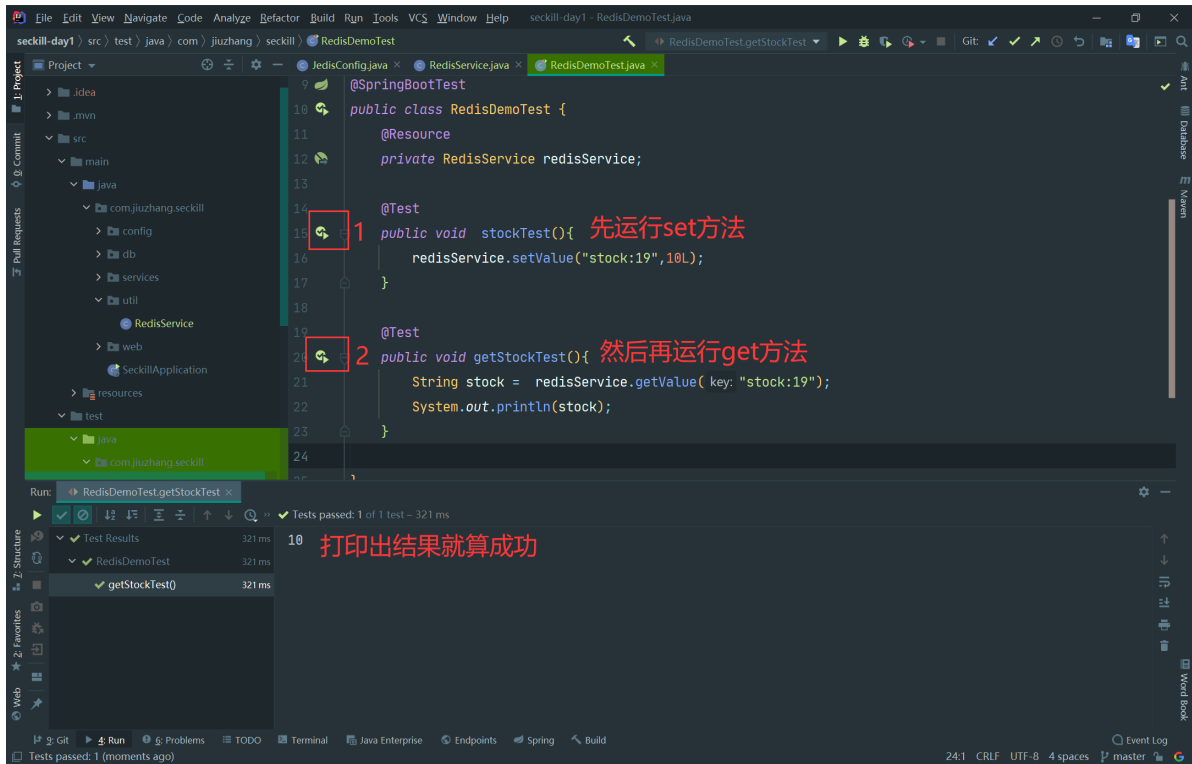 File Edit View Navigate Code Analyze Refactor Build Run Tools VCS Window Help seckill-day1 - RedisDemoTest.java
seckill-day1 src test java com jiuzhang seckill RedisDemoTest RedisDemoTest.getStockTest Git:
1: Project
0: Commit
Pull Requests
Project
.idea
.mvn
src
main
java
com.jiuzhang.seckill
config
db
services
util
RedisService
web
SeckillApplication
resources
test
java
com.jiuzhang.seckill
JedisConfig.java RedisService.java RedisDemoTest.java
9 @SpringBootTest
10 public class RedisDemoTest {
11 @Resource
12 private RedisService redisService;
13
14 @Test
15 1 public void stockTest(){ 先运行set方法
16 redisService.setValue("stock:19",10L);
17 }
18
19 @Test
20 2 public void getStockTest(){ 然后再运行get方法
21 String stock = redisService.getValue( key: "stock:19");
22 System.out.println(stock);
23 }
24
25 }
Ant
Database
Maven
Run: RedisDemoTest.getStockTest
Tests passed: 1 of 1 test – 321 ms
Test Results 321 ms
RedisDemoTest 321 ms
getStockTest() 321 ms
10 打印出结果就算成功
7: Structure
2: Favorites
Web
Word Book
9: Git 4: Run 6: Problems TODO Terminal Java Enterprise Endpoints Spring Build Event Log
Tests passed: 1 (moments ago) 24:1 CRLF UTF-8 4 spaces master